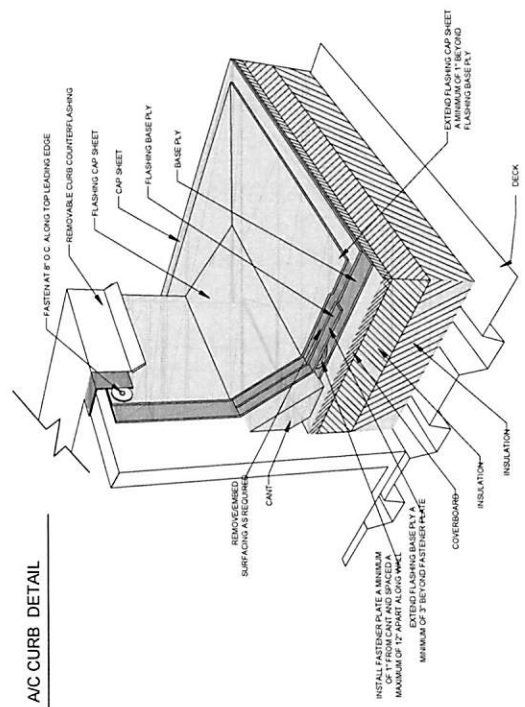 A/C CURB DETAIL
FASTEN AT 8" O.C. ALONG TOP LEADING EDGE
REMOVABLE CURB COUNTERFLASHING
FLASHING CAP SHEET
CAP SHEET
FLASHING BASE PLY
BASE PLY
EXTEND FLASHING CAP SHEET
A MINIMUM OF 1" BEYOND
FLASHING BASE PLY
DECK
REMOVE/EMBED
SURFACING AS REQUIRED
CANT
INSTALL FASTENER PLATE A MINIMUM
OF 1" FROM CANT AND SPACED A
MAXIMUM OF 12" APART ALONG WALL
EXTEND FLASHING BASE PLY A
MINIMUM OF 3" BEYOND FASTENER PLATE
COVERBOARD
INSULATION
INSULATION